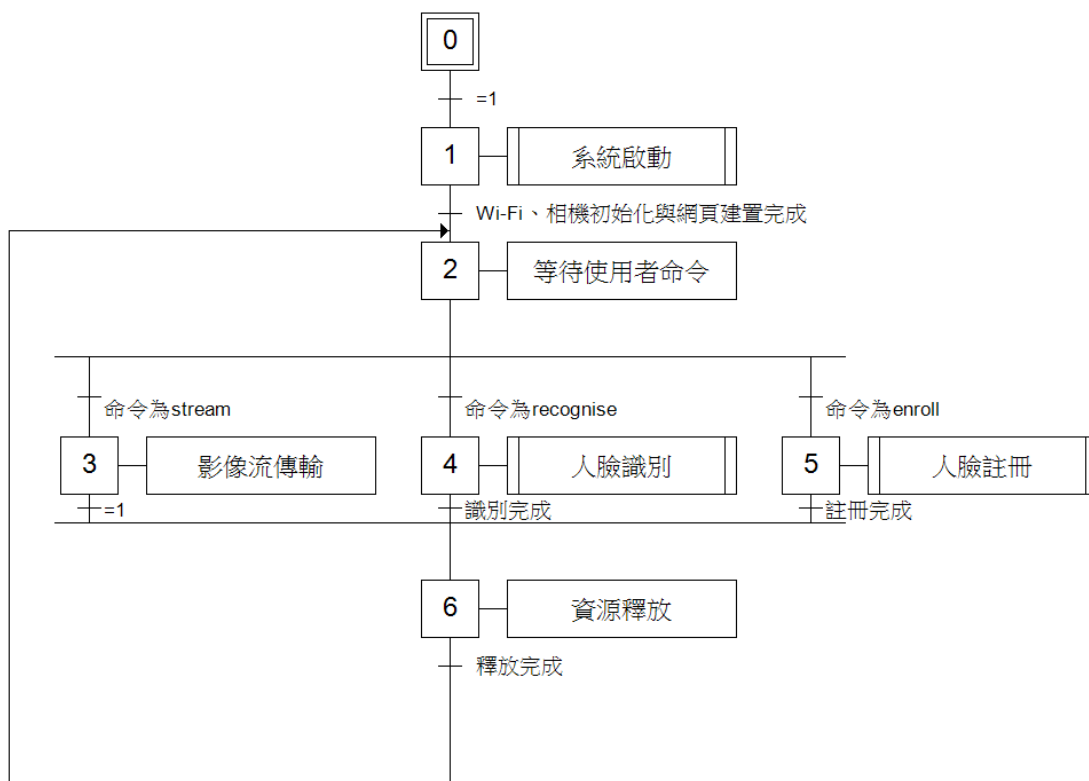 0
=1
1
系統啟動
Wi-Fi、相機初始化與網頁建置完成
2
等待使用者命令
命令為stream
命令為recognise
命令為enroll
3
影像流傳輸
4
人臉識別
5
人臉註冊
=1
識別完成
註冊完成
6
資源釋放
釋放完成